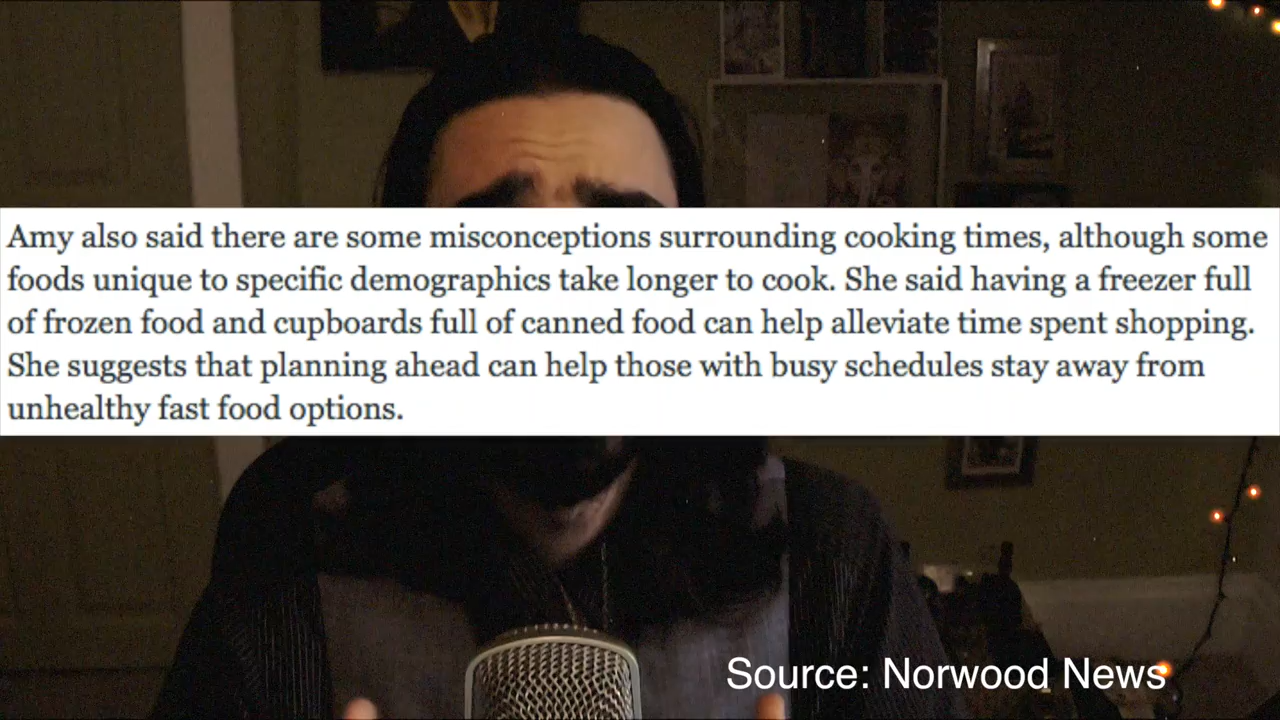 Amy also said there are some misconceptions surrounding cooking times, although some
foods unique to specific demographics take longer to cook. She said having a freezer full
of frozen food and cupboards full of canned food can help alleviate time spent shopping.
She suggests that planning ahead can help those with busy schedules stay away from
unhealthy fast food options.
Source: Norwood News